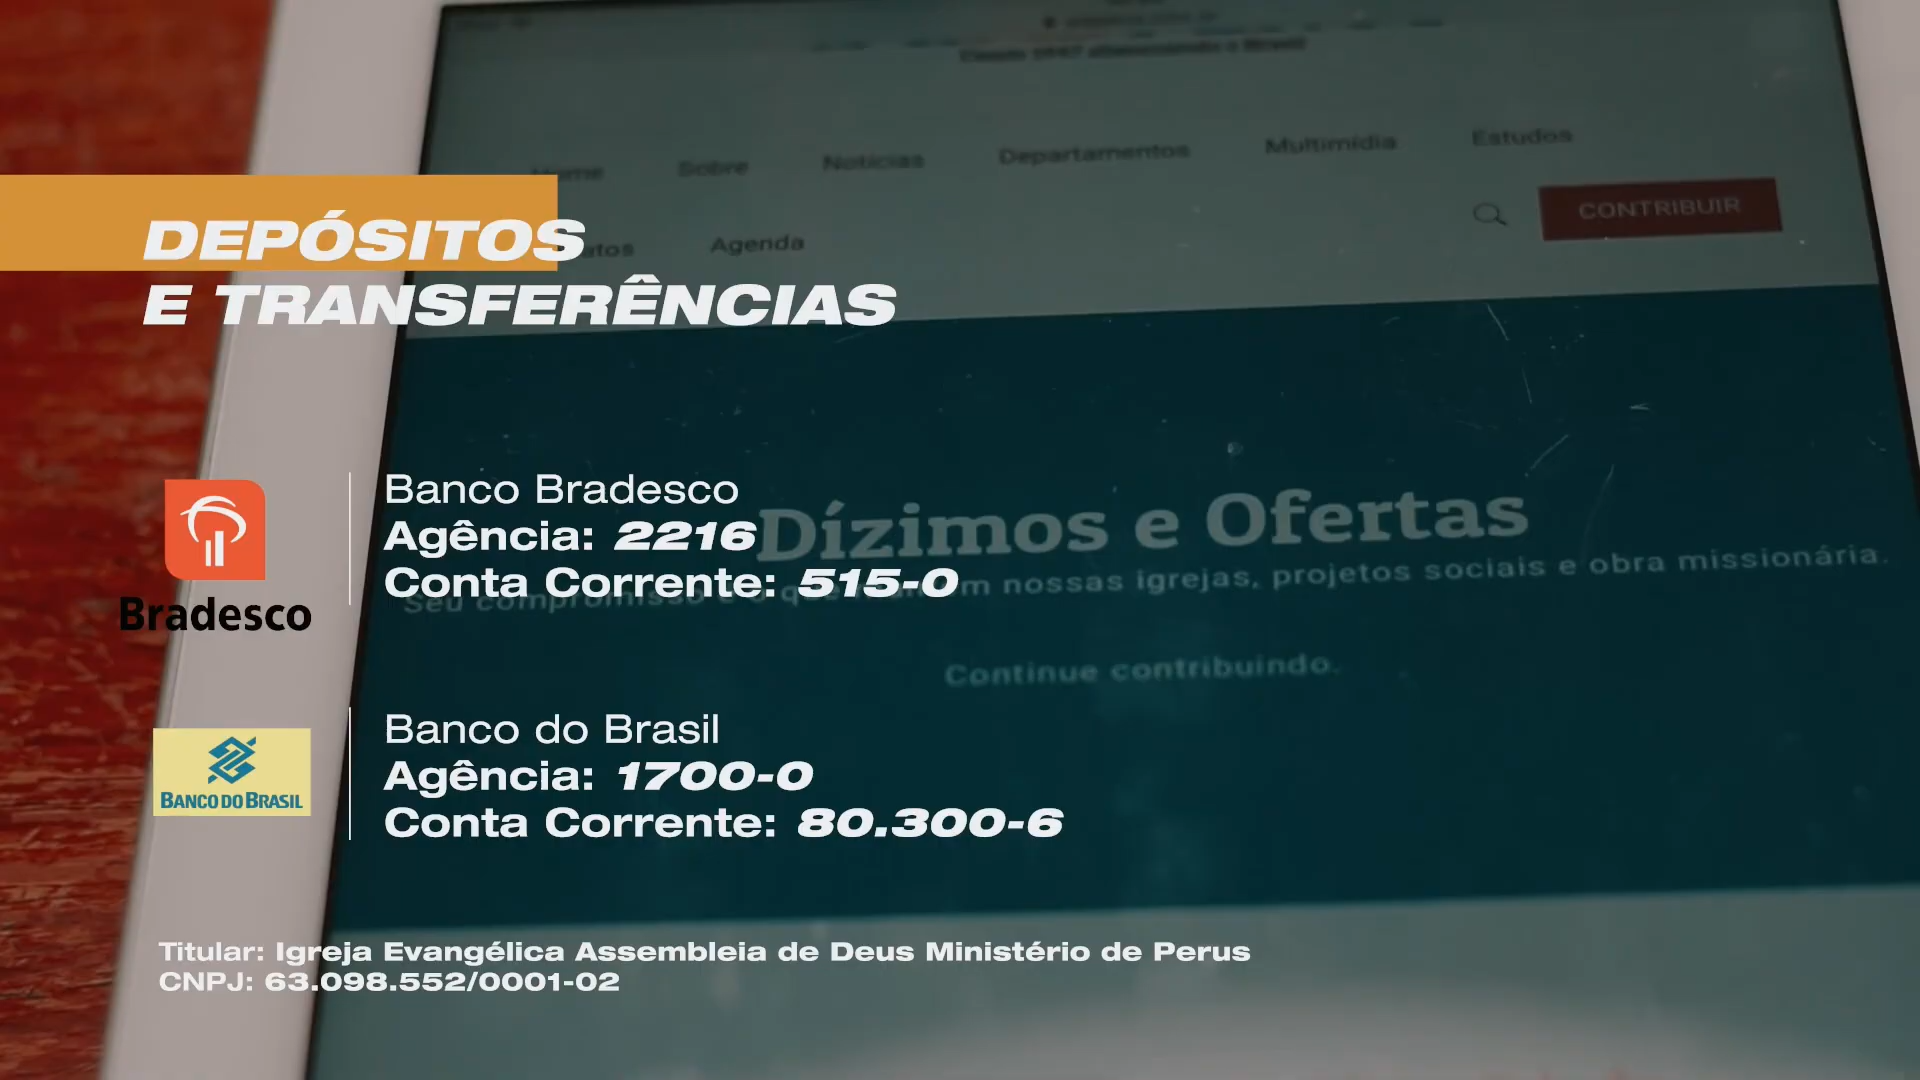 Home Sobre Notícias Departamentos Multimídia Estudos
CONTRIBUIR
Agenda
DEPÓSITOS
E TRANSFERÊNCIAS
Banco Bradesco
Agência: 2216
Conta Corrente: 515-0
Bradesco
Dízimos e Ofertas
Seu compromisso nossas igrejas, projetos sociais e obra missionária.
Continue contribuindo.
Banco do Brasil
Agência: 1700-0
Conta Corrente: 80.300-6
BANCO DO BRASIL
Titular: Igreja Evangélica Assembleia de Deus Ministério de Perus
CNPJ: 63.098.552/0001-02